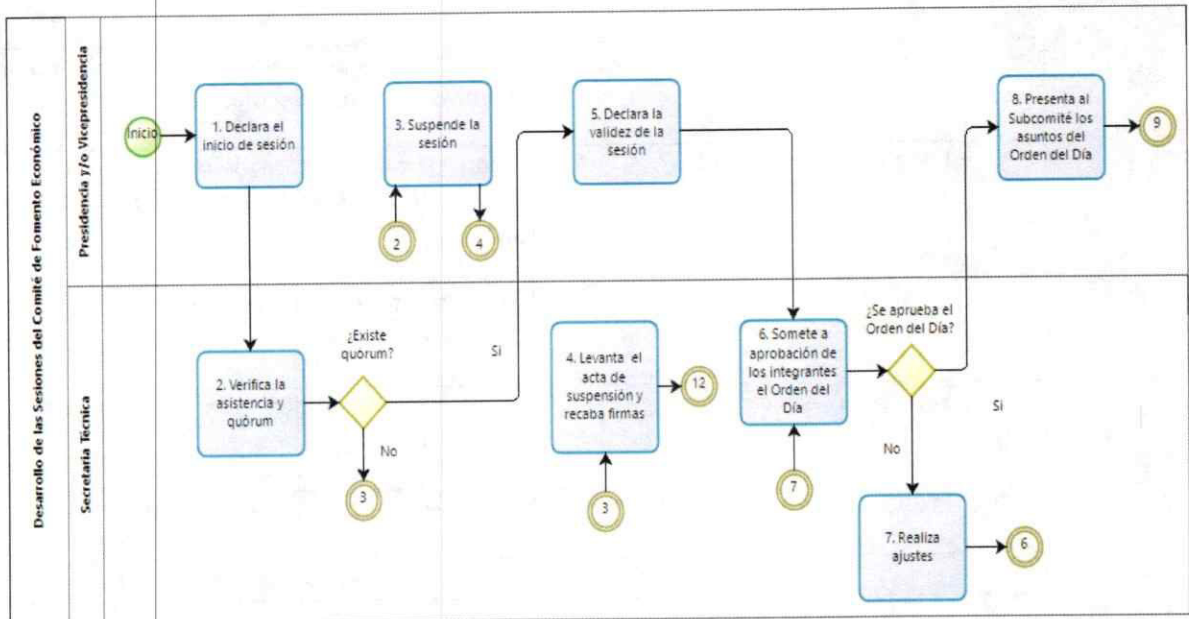 Desarrollo de las Sesiones del Comité de Fomento Económico
Presidencia y/o Vicepresidencia
Inicio
1. Declara el
inicio de sesión
3. Suspende la
sesión
2
4
5. Declara la
validez de la
sesión
8. Presenta al
Subcomité los
asuntos del
Orden del Día
9
Secretaria Técnica
2. Verifica la
asistencia y
quórum
¿Existe
quórum?
Si
No
3
4. Levanta el
acta de
suspensión y
recaba firmas
12
3
6. Somete a
aprobación de
los integrantes
el Orden del
Día
7
¿Se aprueba el
Orden del Día?
Si
No
7. Realiza
ajustes
6